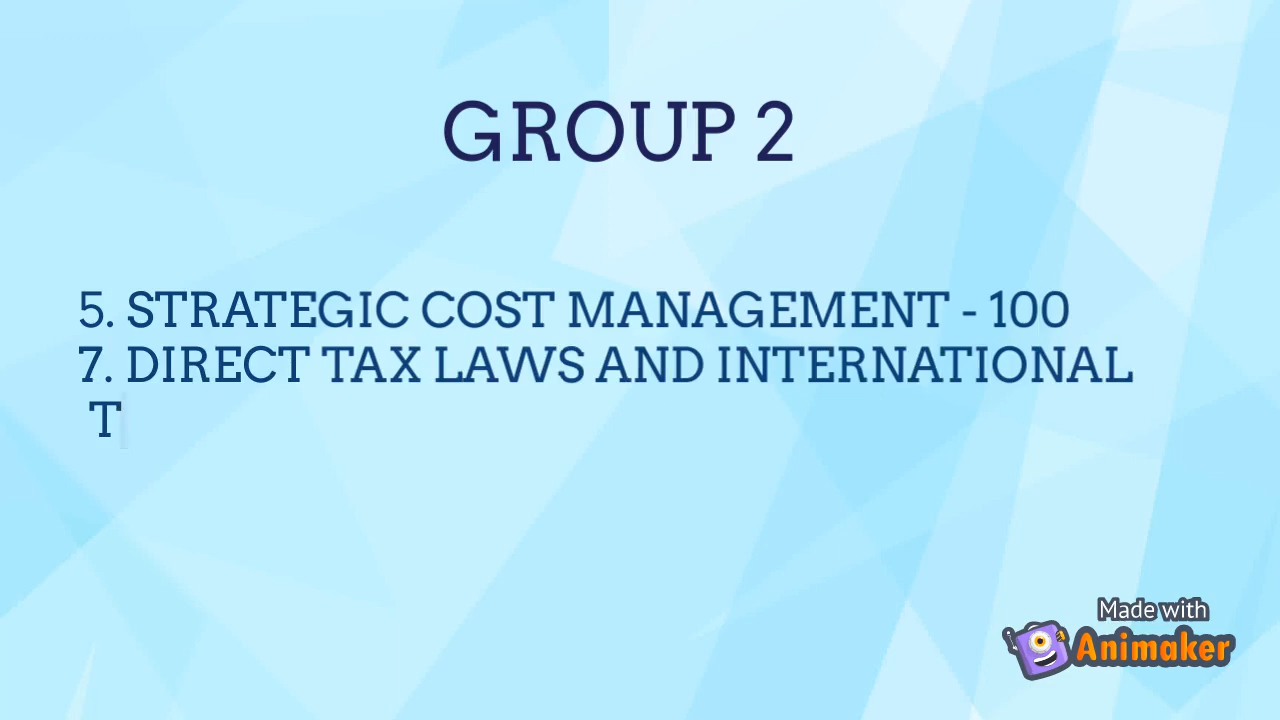 GROUP 2
5. STRATEGIC COST MANAGEMENT - 100
7. DIRECT TAX LAWS AND INTERNATIONAL
T
Made with
Animaker